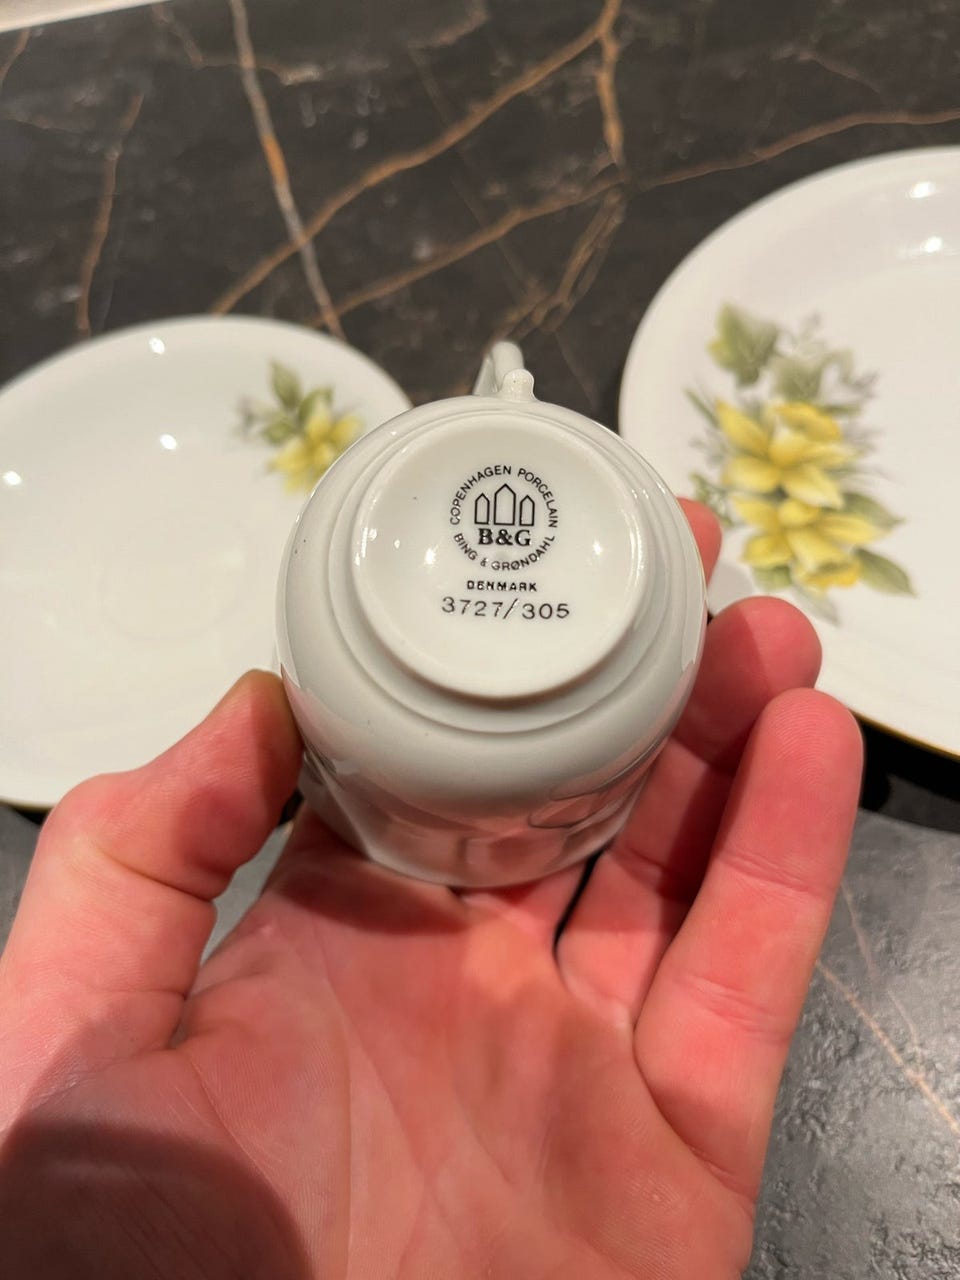 COPENHAGEN PORCELAIN
B&G
BING & GRØNDAHL
DENMARK
3727/305